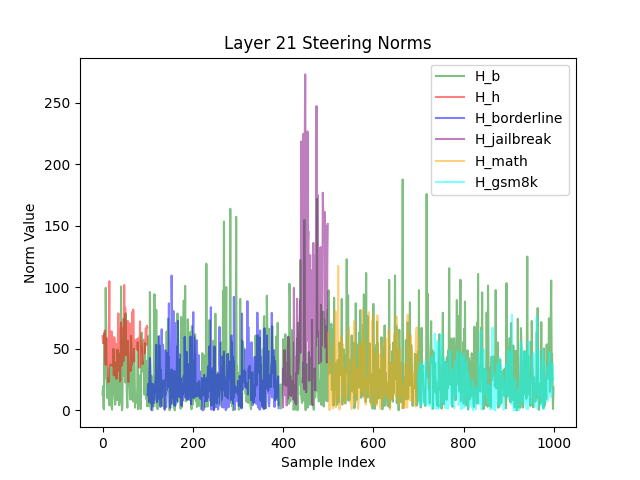 Layer 21 Steering Norms
Norm Value
250
200
150
100
50
0
H_b
H_h
H_borderline
H_jailbreak
H_math
H_gsm8k
0 200 400 600 800 1000
Sample Index